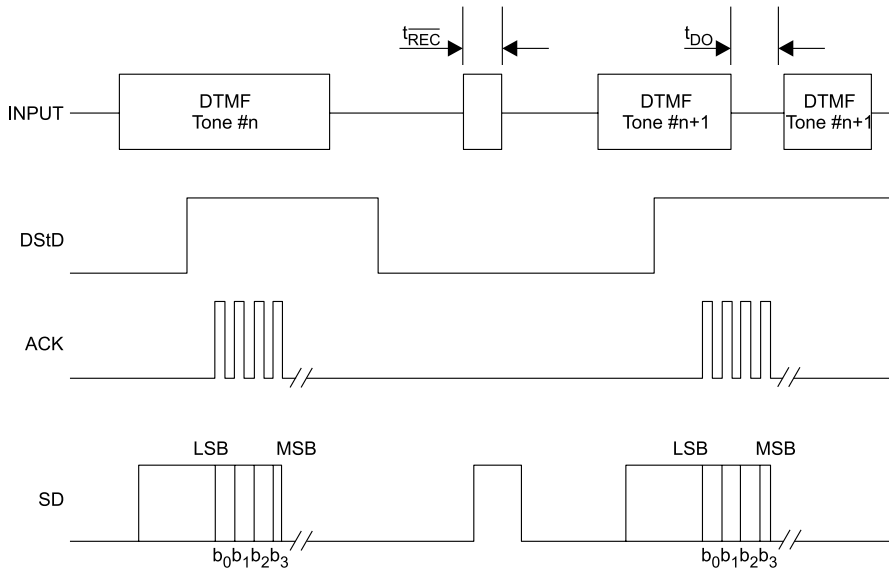 tREC tDO
INPUT DTMF Tone #n DTMF Tone #n+1 DTMF Tone #n+1
DStD
ACK
LSB MSB LSB MSB
SD
b0b1b2b3 b0b1b2b3